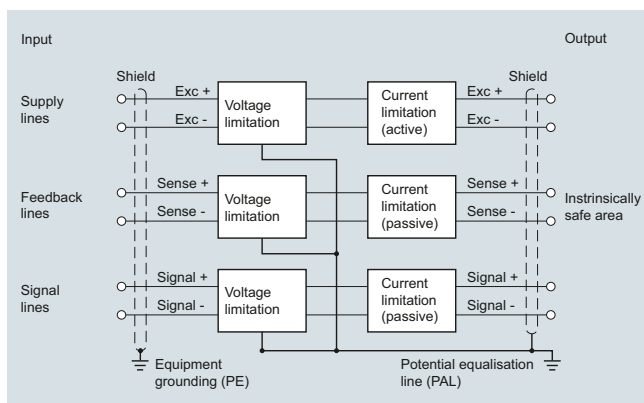 Input
Output
Shield
Shield
Supply
lines
Exc +
Exc -
Voltage
limitation
Current
limitation
(active)
Exc +
Exc -
Feedback
lines
Sense +
Sense -
Voltage
limitation
Current
limitation
(passive)
Sense +
Sense -
Instrinsically
safe area
Signal
lines
Signal +
Signal -
Voltage
limitation
Current
limitation
(passive)
Signal +
Signal -
Equipment
grounding (PE)
Potential equalisation
line (PAL)